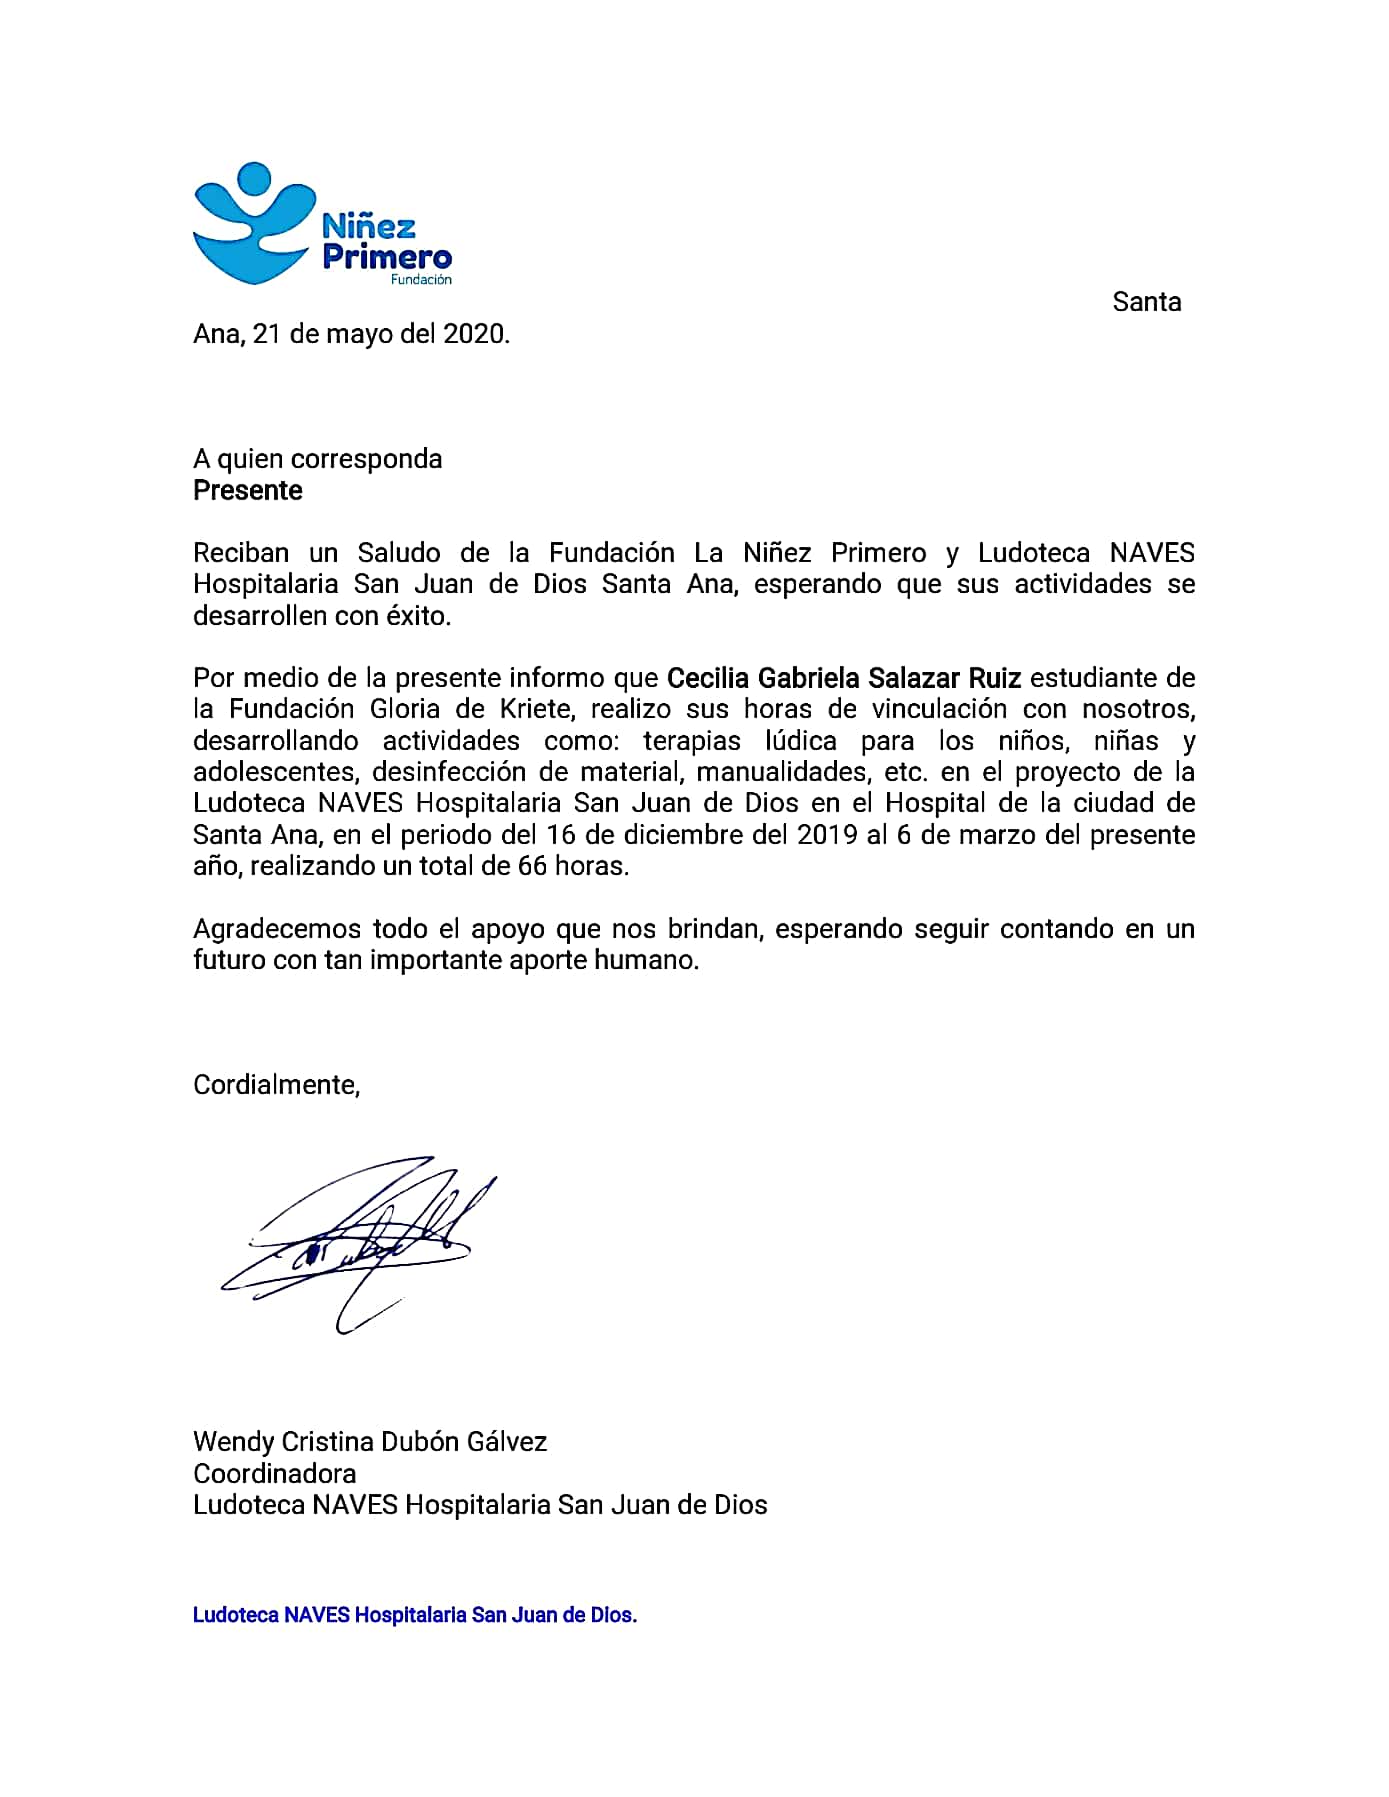 Niñez
Primero
Fundación
Santa
Ana, 21 de mayo del 2020.
A quien corresponda
Presente
Reciban un Saludo de la Fundación La Niñez Primero y Ludoteca NAVES
Hospitalaria San Juan de Dios Santa Ana, esperando que sus actividades se
desarrollen con éxito.
Por medio de la presente informo que Cecilia Gabriela Salazar Ruiz estudiante de
la Fundación Gloria de Kriete, realizo sus horas de vinculación con nosotros,
desarrollando actividades como: terapias lúdica para los niños, niñas y
adolescentes, desinfección de material, manualidades, etc. en el proyecto de la
Ludoteca NAVES Hospitalaria San Juan de Dios en el Hospital de la ciudad de
Santa Ana, en el periodo del 16 de diciembre del 2019 al 6 de marzo del presente
año, realizando un total de 66 horas.
Agradecemos todo el apoyo que nos brindan, esperando seguir contando en un
futuro con tan importante aporte humano.
Cordialmente,
Wendy Cristina Dubón Gálvez
Coordinadora
Ludoteca NAVES Hospitalaria San Juan de Dios
Ludoteca NAVES Hospitalaria San Juan de Dios.